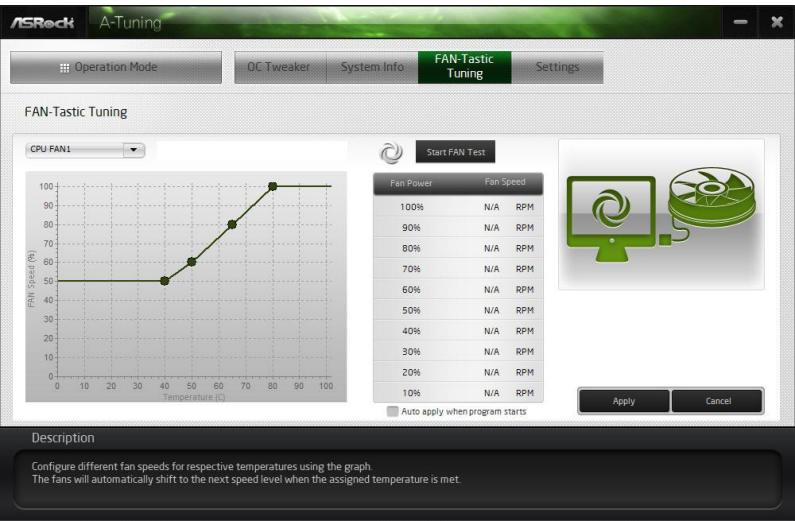 ASRock A-Tuning
Operation Mode
OC Tweaker
System Info
FAN-Tastic
Tuning
Settings
FAN-Tastic Tuning
CPU FAN1
FAN Speed (%)
100
90
80
70
60
50
40
30
20
10
0
0 10 20 30 40 50 60 70 80 90 100
Temperature (C)
Start FAN Test
Fan Power Fan Speed
100% N/A RPM
90% N/A RPM
80% N/A RPM
70% N/A RPM
60% N/A RPM
50% N/A RPM
40% N/A RPM
30% N/A RPM
20% N/A RPM
10% N/A RPM
Auto apply when program starts
Apply
Cancel
Description
Configure different fan speeds for respective temperatures using the graph.
The fans will automatically shift to the next speed level when the assigned temperature is met.